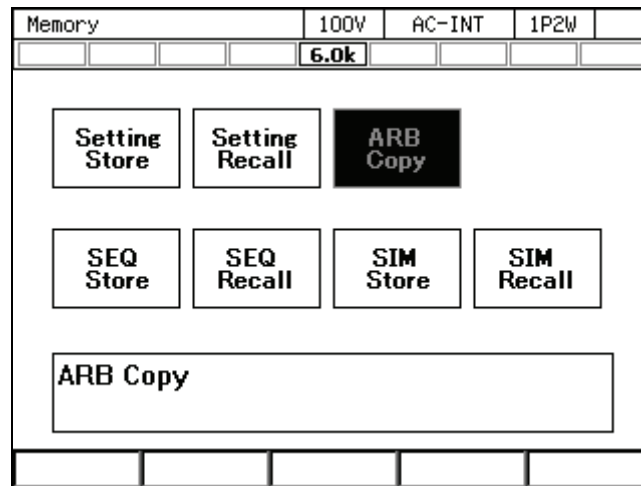 Memory 100V AC-INT 1P2W
6.0k
Setting Store
Setting Recall
ARB Copy
SEQ Store
SEQ Recall
SIM Store
SIM Recall
ARB Copy